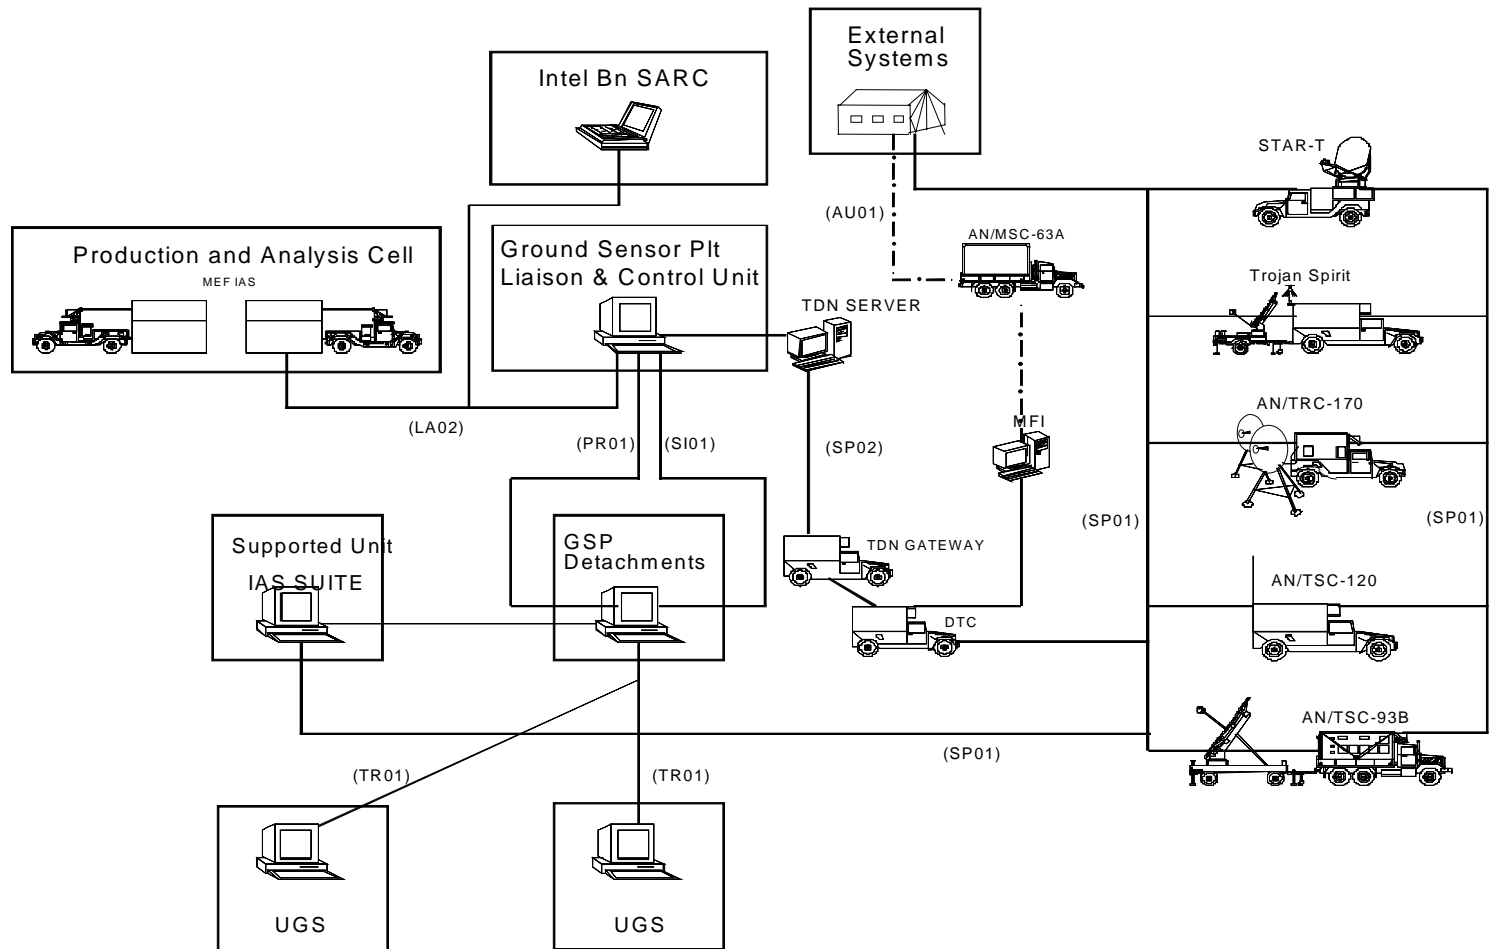 External
Systems
Intel Bn SARC
STAR-T
(AU01)
Production and Analysis Cell
MEF IAS
Ground Sensor Plt
Liaison & Control Unit
AN/MSC-63A
Trojan Spirit
TDN SERVER
AN/TRC-170
MFI
(LA02)
(PR01)
(SI01)
(SP02)
(SP01)
(SP01)
Supported Unit
IAS SUITE
GSP
Detachments
TDN GATEWAY
AN/TSC-120
DTC
AN/TSC-93B
(SP01)
(TR01)
(TR01)
UGS
UGS